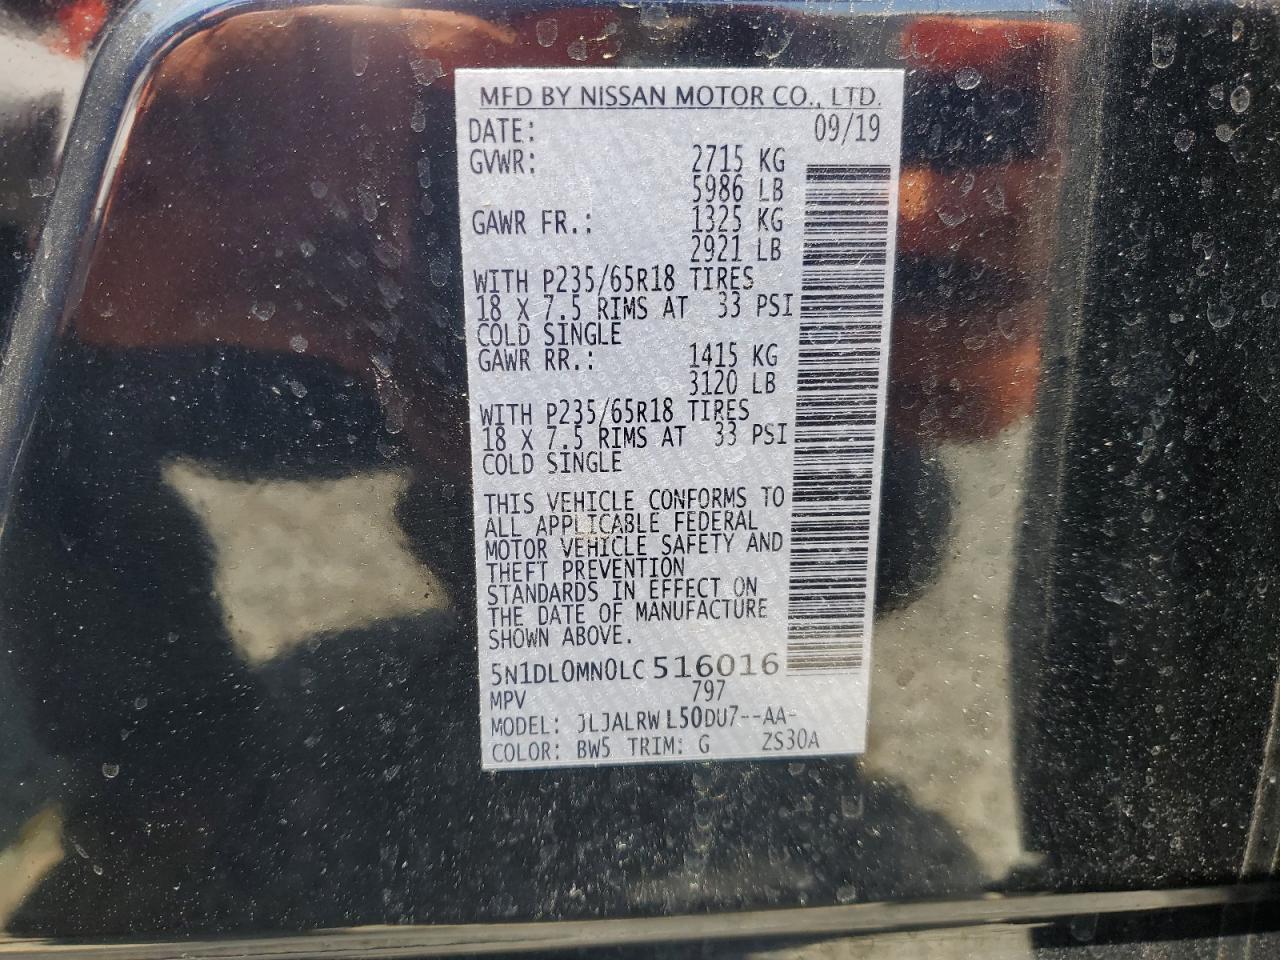 MFD BY NISSAN MOTOR CO., LTD.
DATE: 09/19
GVWR: 2715 KG
5986 LB
GAWR FR.: 1325 KG
2921 LB
WITH P235/65R18 TIRES
18 X 7.5 RIMS AT 33 PSI
COLD SINGLE
GAWR RR.: 1415 KG
3120 LB
WITH P235/65R18 TIRES
18 X 7.5 RIMS AT 33 PSI
COLD SINGLE
THIS VEHICLE CONFORMS TO
ALL APPLICABLE FEDERAL
MOTOR VEHICLE SAFETY AND
THEFT PREVENTION
STANDARDS IN EFFECT ON
THE DATE OF MANUFACTURE
SHOWN ABOVE.
5N1DL0MN0LC 516016
MPV 797
MODEL: JLJALRW L50DU7--AA-
COLOR: BW5 TRIM: G ZS30A